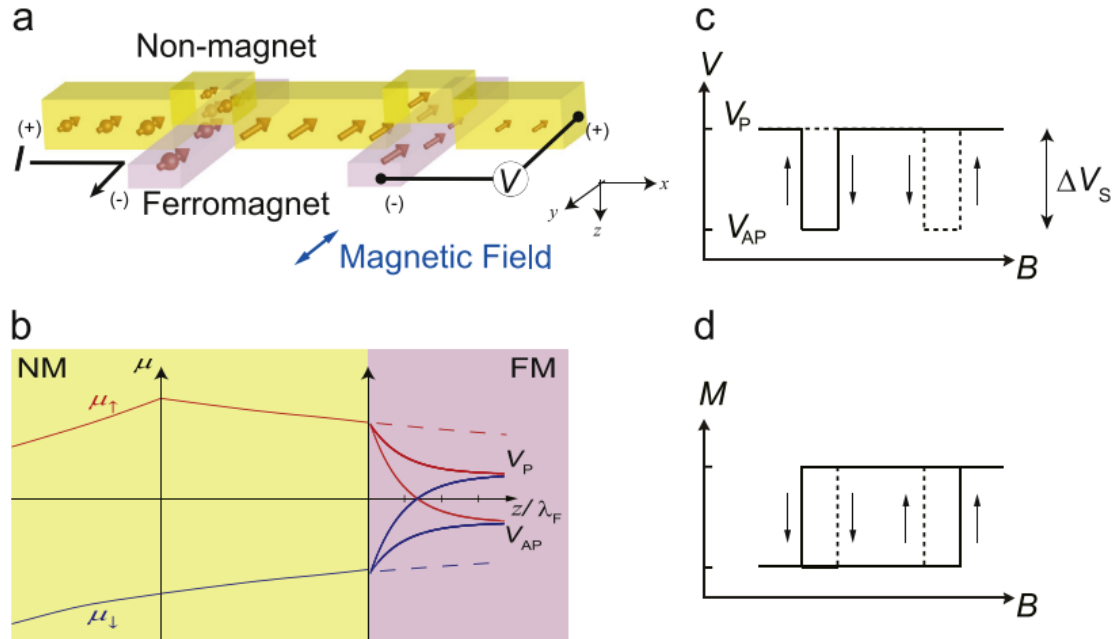 a
Non-magnet
(+)
(+)
I
V
(-)
(-)
Ferromagnet
x
y
z
Magnetic Field
b
NM
μ
FM
μ↑
V_P
z/λ_F
V_AP
μ↓
c
V
V_P
ΔV_S
V_AP
B
d
M
B